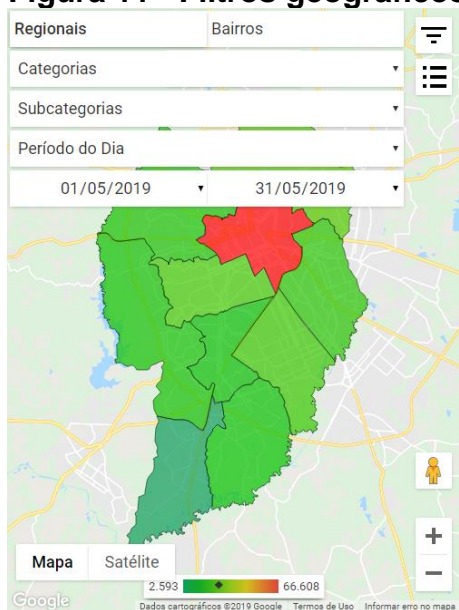 Figura 11 - Filtros geográficos
Regionais Bairros
Categorias
Subcategorias
Período do Dia
01/05/2019 31/05/2019
Mapa Satélite
2.593 66.608
Google
Dados cartográficos ©2019 Google Termos de Uso Informar erro no mapa